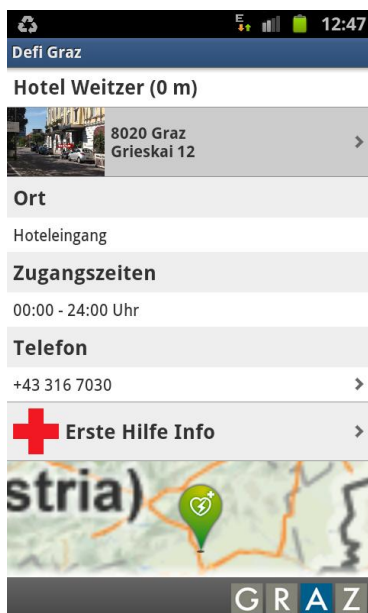 E
12:47
Defi Graz
Hotel Weitzer (0 m)
8020 Graz
Grieskai 12
Ort
Hoteleingang
Zugangszeiten
00:00 - 24:00 Uhr
Telefon
+43 316 7030
Erste Hilfe Info
stria)
GRAZ